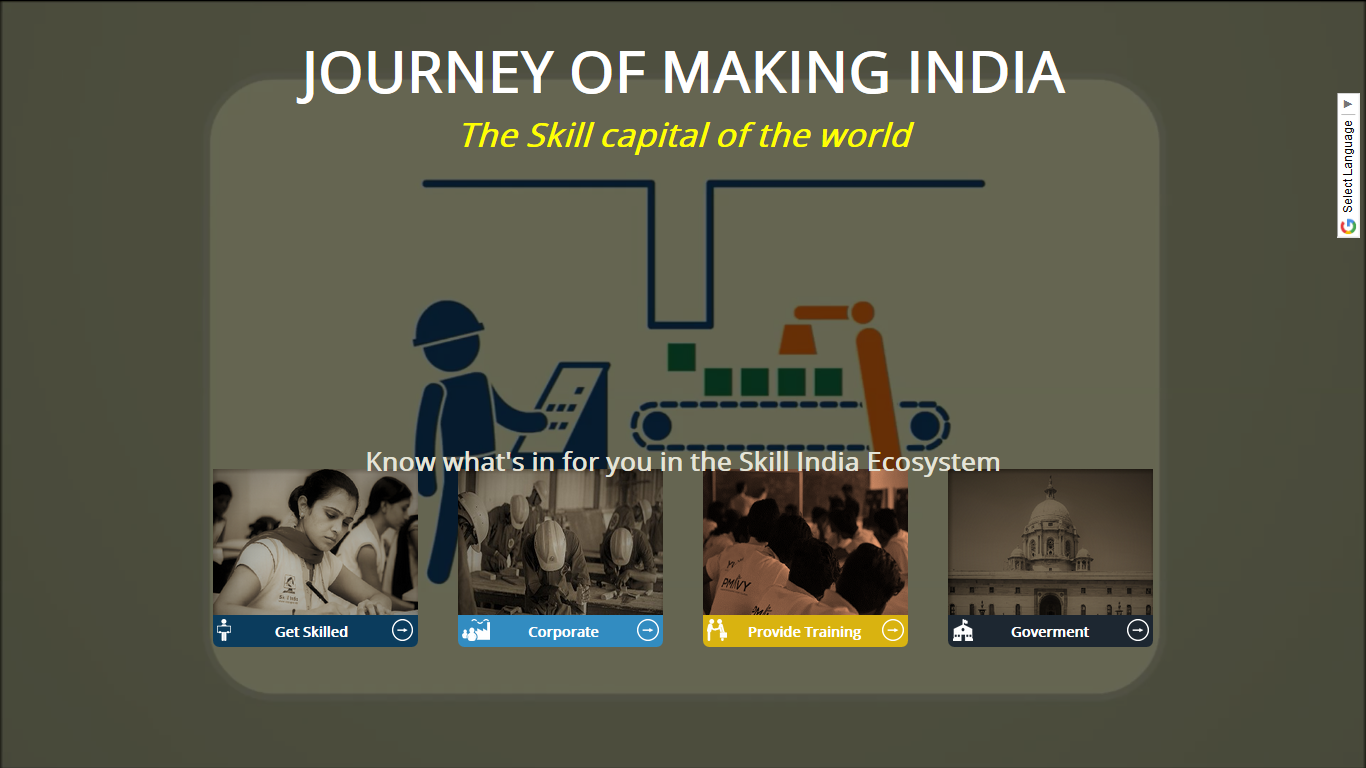 JOURNEY OF MAKING INDIA
The Skill capital of the world
Select Language
Know what's in for you in the Skill India Ecosystem
PMKVY
Get Skilled
Corporate
Provide Training
Goverment